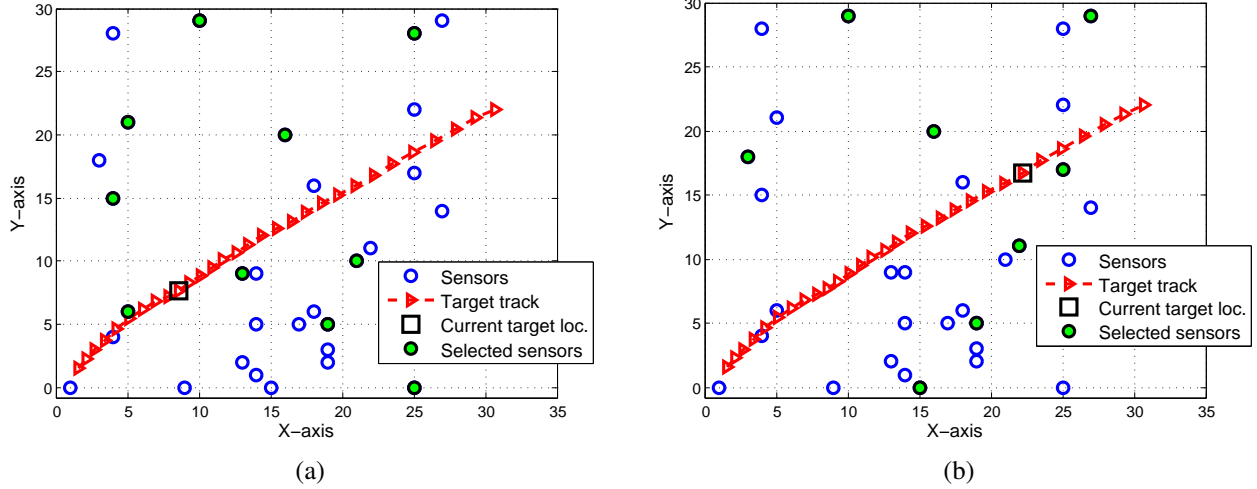 30
25
20
15
10
5
0
Y−axis
0 5 10 15 20 25 30 35
X−axis
Sensors
Target track
Current target loc.
Selected sensors
(a)
30
25
20
15
10
5
0
Y−axis
0 5 10 15 20 25 30 35
X−axis
Sensors
Target track
Current target loc.
Selected sensors
(b)